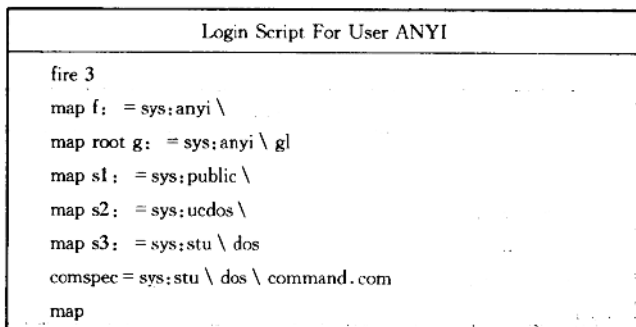 Login Script For User ANYI
fire 3
map f: = sys:anyi \
map root g: = sys:anyi \ gl
map s1: = sys:public \
map s2: = sys:ucdos \
map s3: = sys:stu \ dos
comspec = sys:stu \ dos \ command.com
map